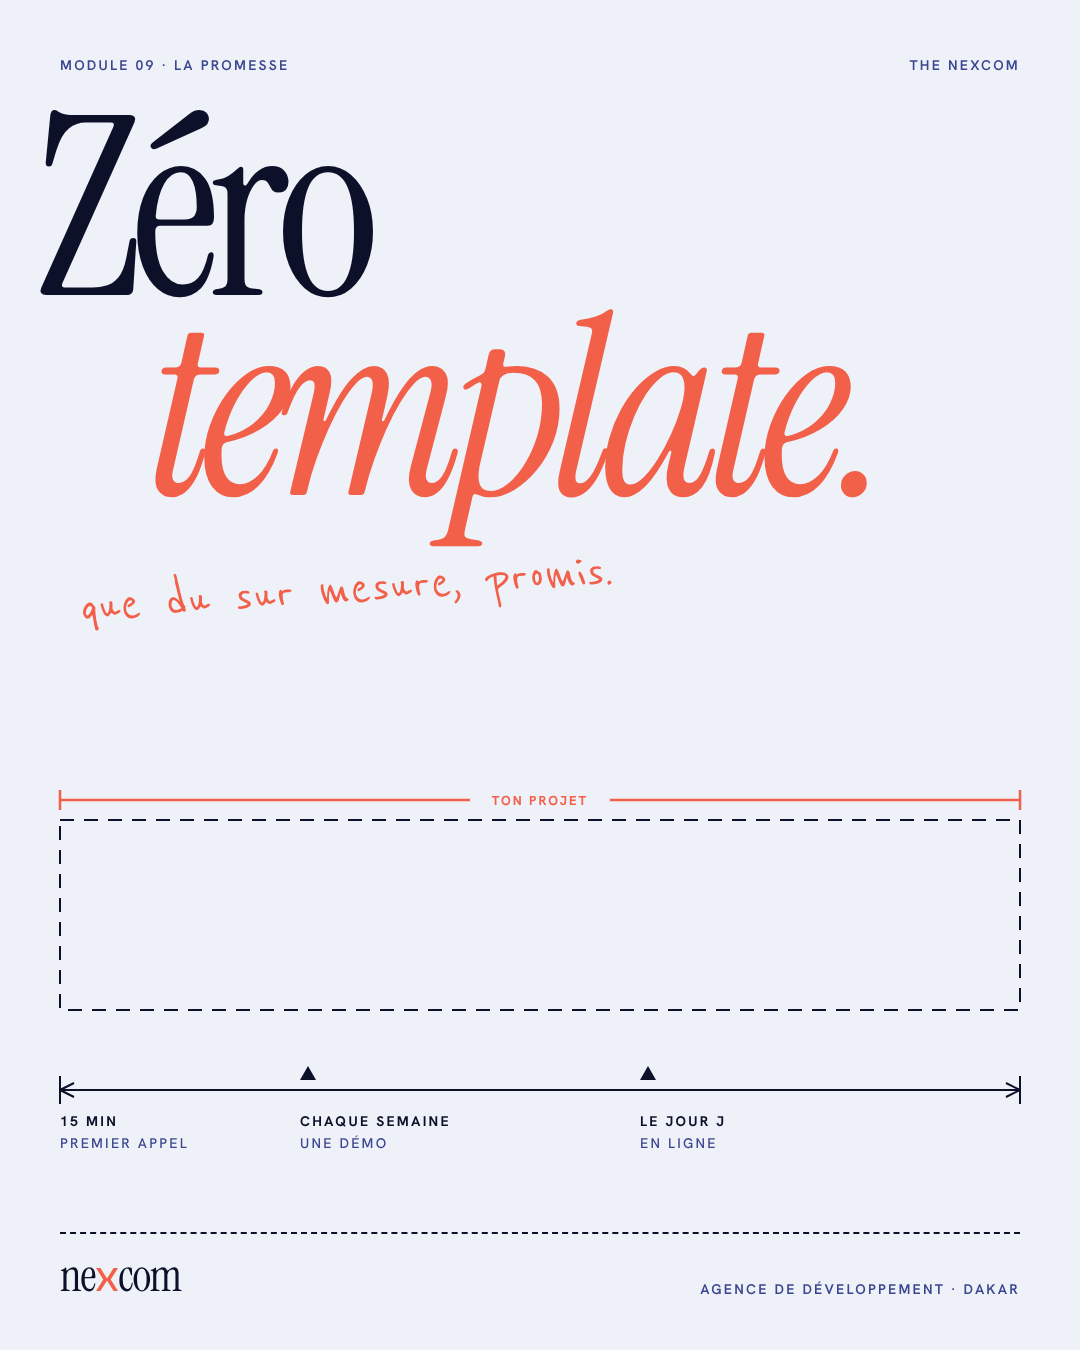 MODULE 09 · LA PROMESSE
THE NEXCOM
Zéro
template.
que du sur mesure, promis.
TON PROJET
15 MIN
PREMIER APPEL
CHAQUE SEMAINE
UNE DÉMO
LE JOUR J
EN LIGNE
nexcom
AGENCE DE DÉVELOPPEMENT · DAKAR